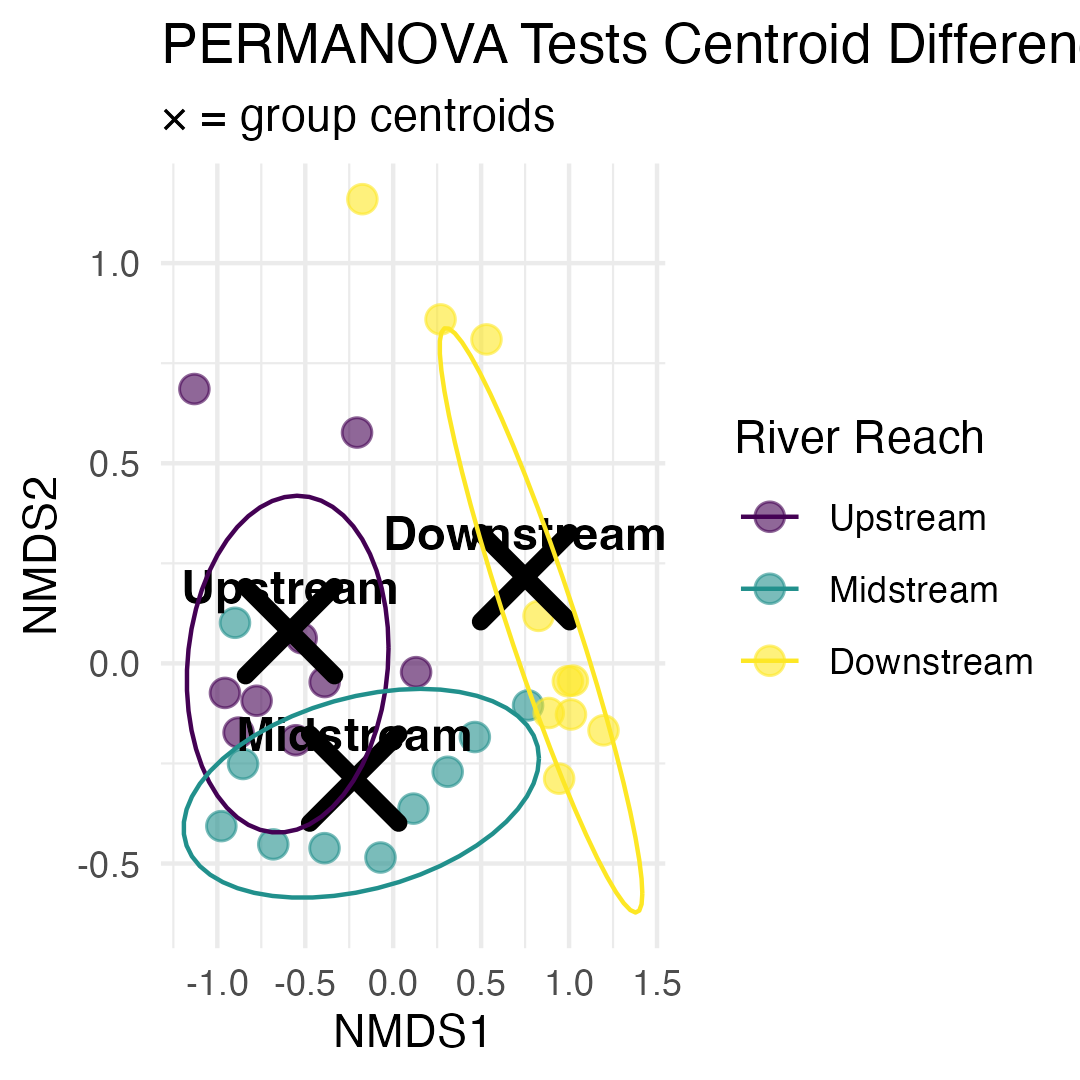 PERMANOVA Tests Centroid Differen
× = group centroids
1.0
0.5
0.0
-0.5
NMDS2
Downstream
Upstream
Midstream
-1.0 -0.5 0.0 0.5 1.0 1.5
NMDS1
River Reach
Upstream
Midstream
Downstream